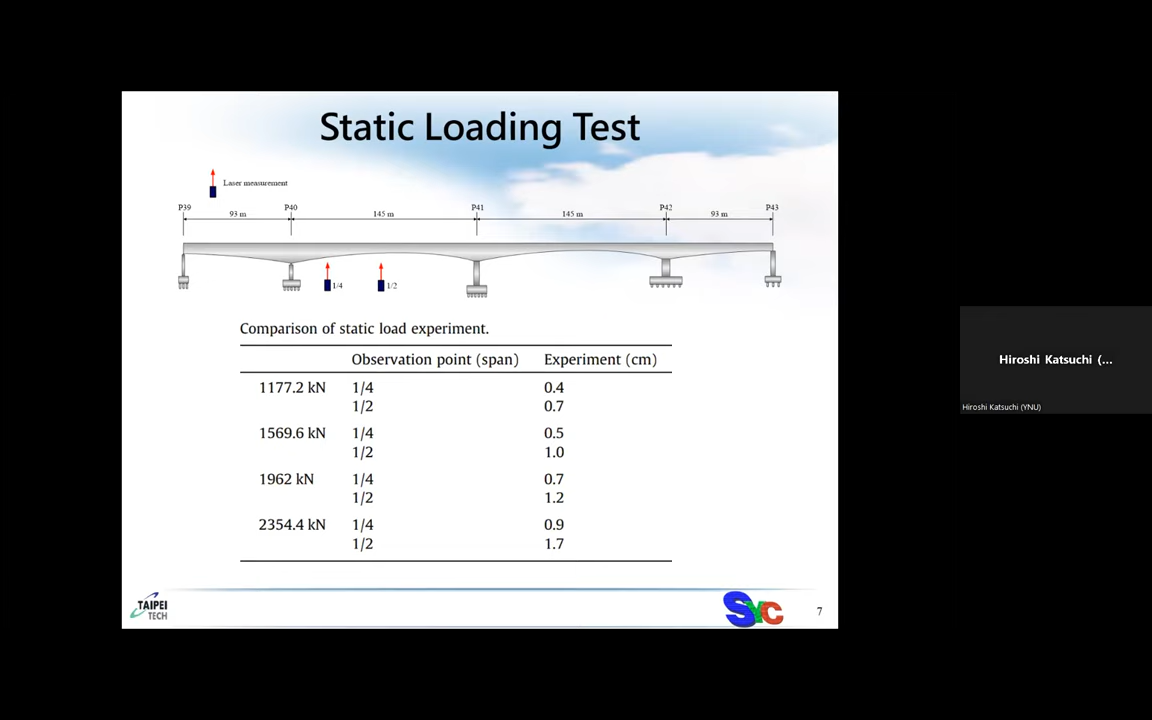 Static Loading Test
Laser measurement
P39 P40 P41 P42 P43
93 m 145 m 145 m 93 m
1/4 1/2
Comparison of static load experiment.
Observation point (span) Experiment (cm)
1177.2 kN 1/4 0.4
1/2 0.7
1569.6 kN 1/4 0.5
1/2 1.0
1962 kN 1/4 0.7
1/2 1.2
2354.4 kN 1/4 0.9
1/2 1.7
TAIPEI
TECH
SYC
7
Hiroshi Katsuchi (...
Hiroshi Katsuchi (YNU)